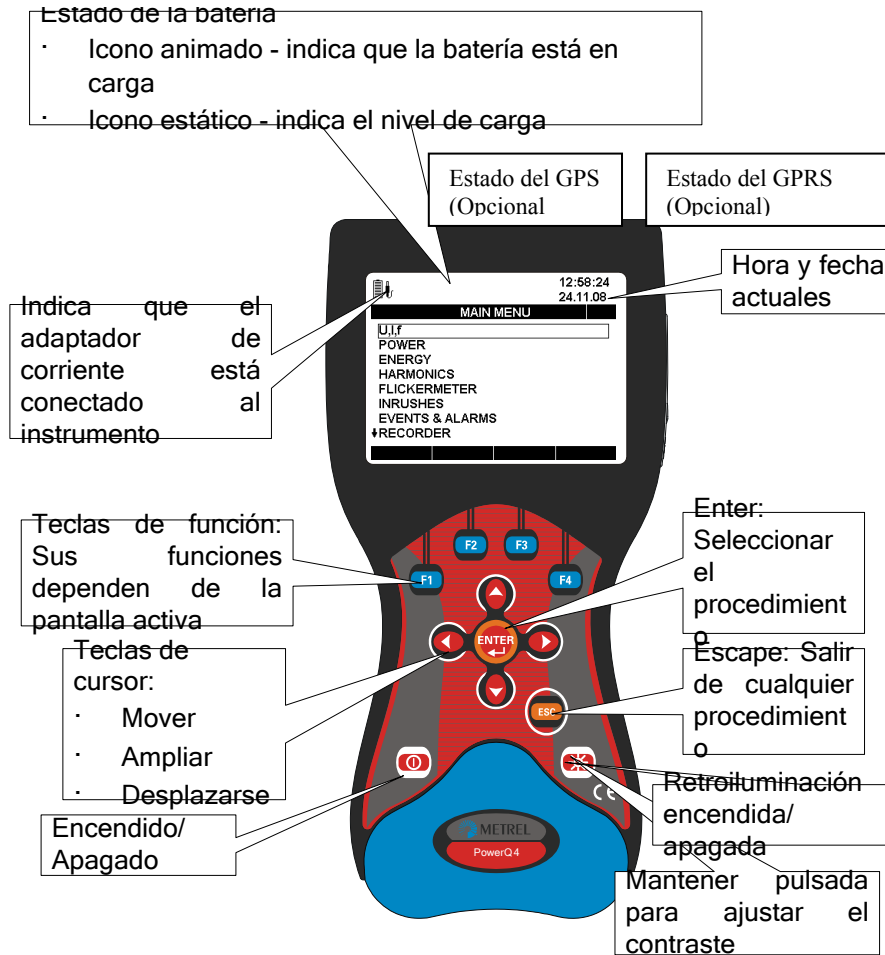 Estado de la batería
· Icono animado - indica que la batería está en
carga
· Icono estático - indica el nivel de carga
Estado del GPS
(Opcional
Estado del GPRS
(Opcional)
Hora y fecha
actuales
12:58:24
24.11.08
MAIN MENU
U,I,f
POWER
ENERGY
HARMONICS
FLICKERMETER
INRUSHES
EVENTS & ALARMS
RECORDER
Indica que el
adaptador de
corriente está
conectado al
instrumento
Teclas de función:
Sus funciones
dependen de la
pantalla activa
F1
F2
F3
F4
ENTER
ESC
Enter:
Seleccionar
el
procedimient
o
Escape: Salir
de cualquier
procedimient
o
Teclas de
cursor:
· Mover
· Ampliar
· Desplazarse
Encendido/
Apagado
Retroiluminación
encendida/
apagada
Mantener pulsada
para ajustar el
contraste
CE
METREL
PowerQ4